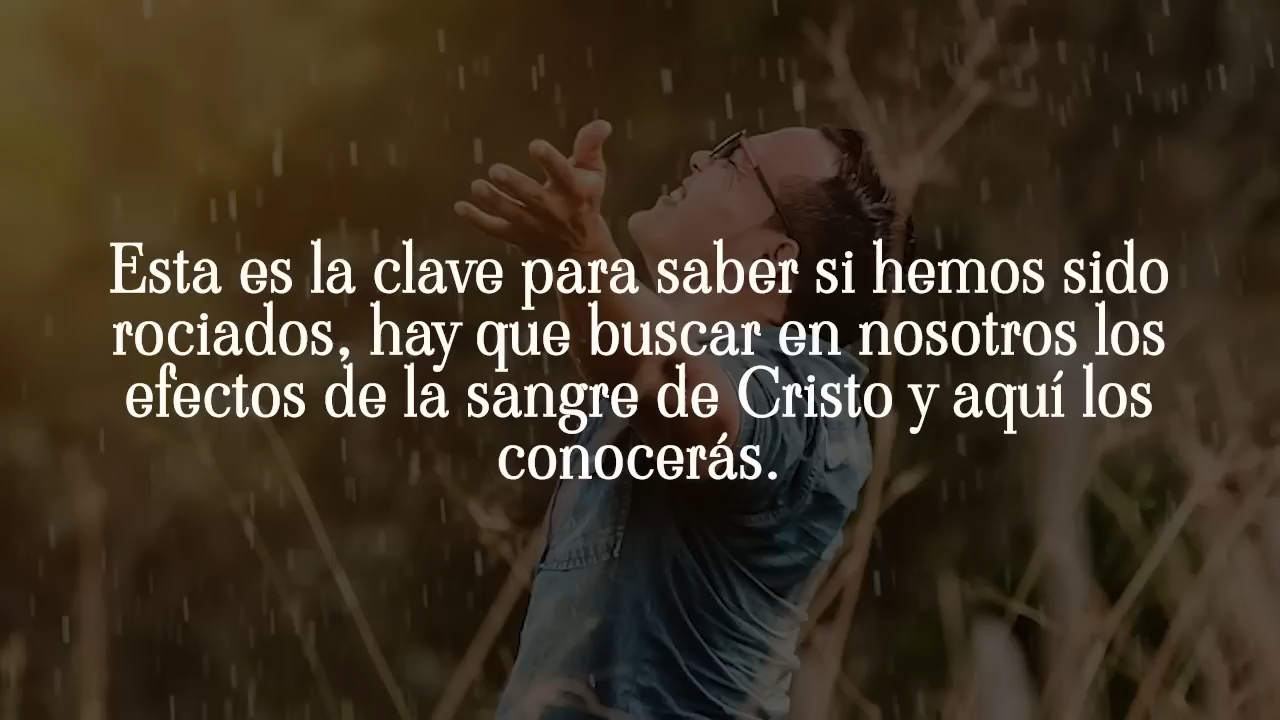 Esta es la clave para saber si hemos sido
rociados, hay que buscar en nosotros los
efectos de la sangre de Cristo y aquí los
conocerás.